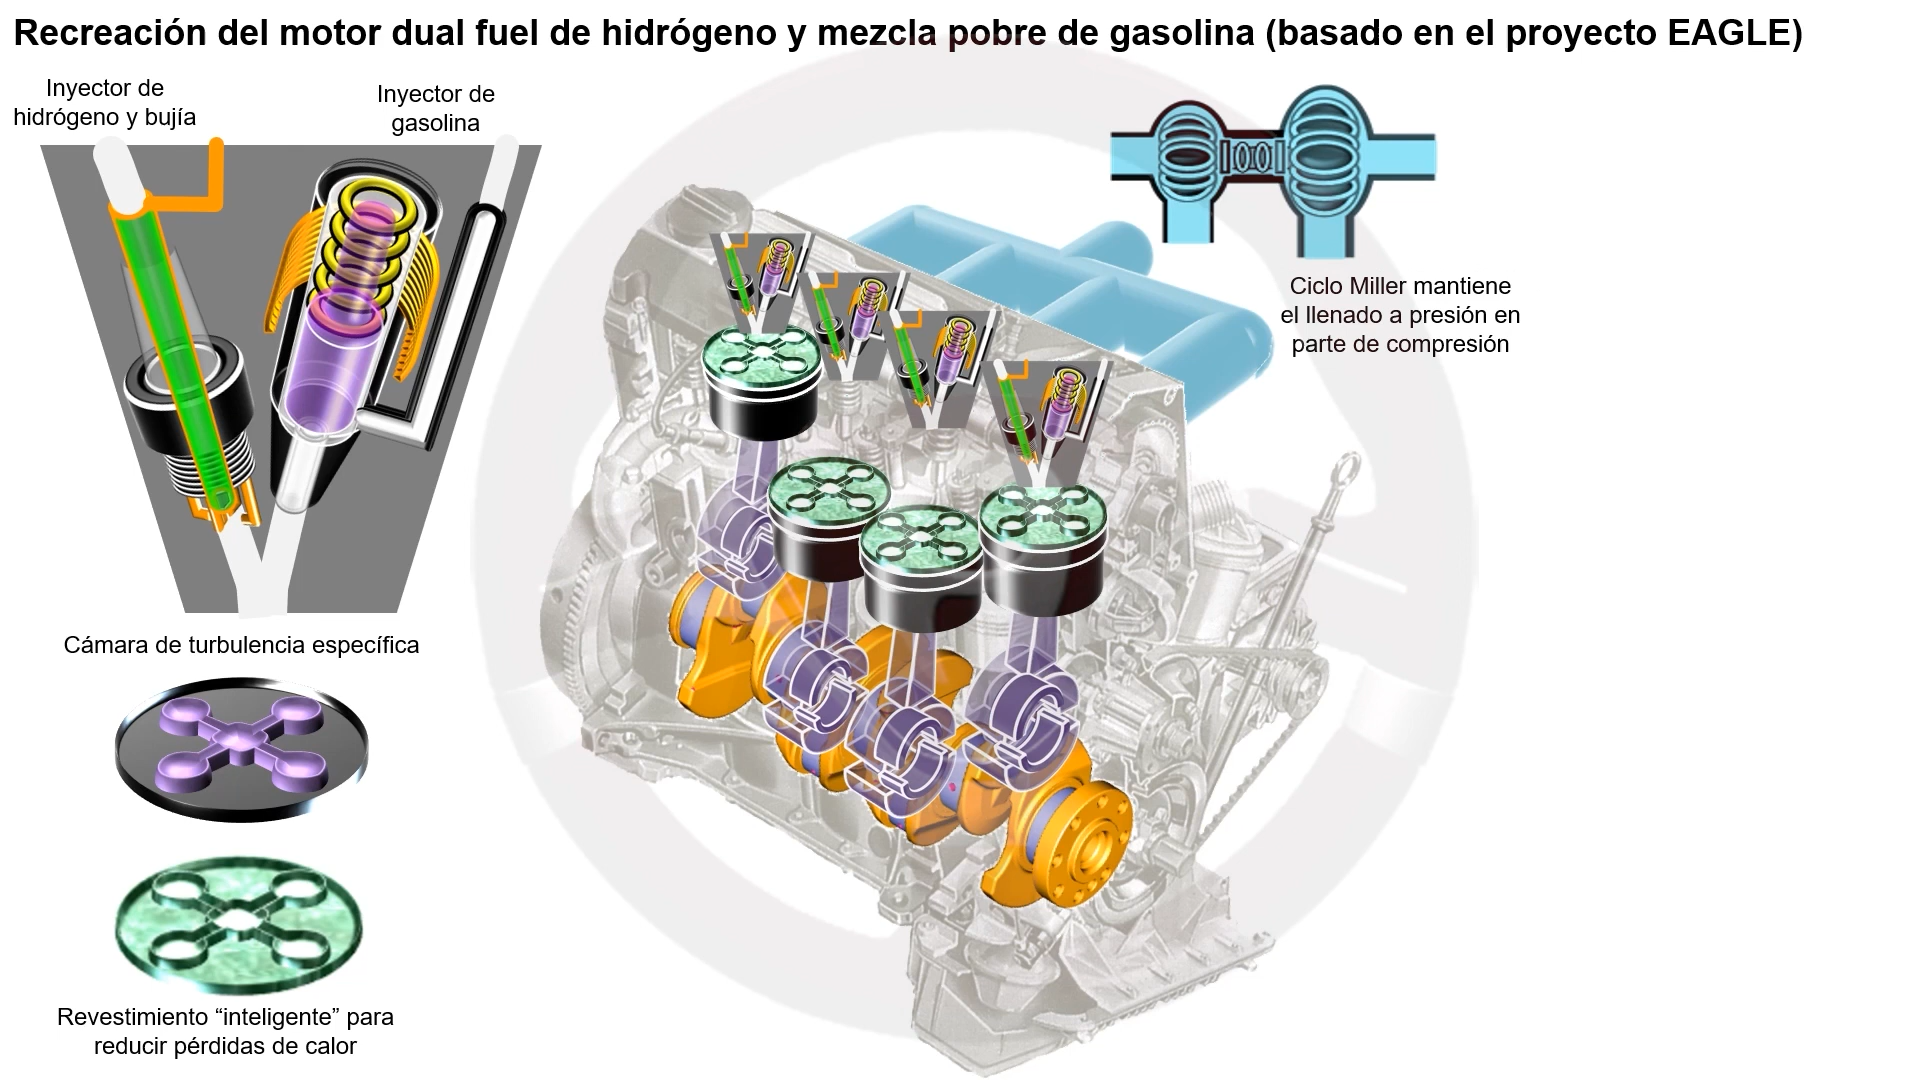 Recreación del motor dual fuel de hidrógeno y mezcla pobre de gasolina (basado en el proyecto EAGLE)
Inyector de
hidrógeno y bujía
Inyector de
gasolina
Ciclo Miller mantiene
el llenado a presión en
parte de compresión
Cámara de turbulencia específica
Revestimiento “inteligente” para
reducir pérdidas de calor